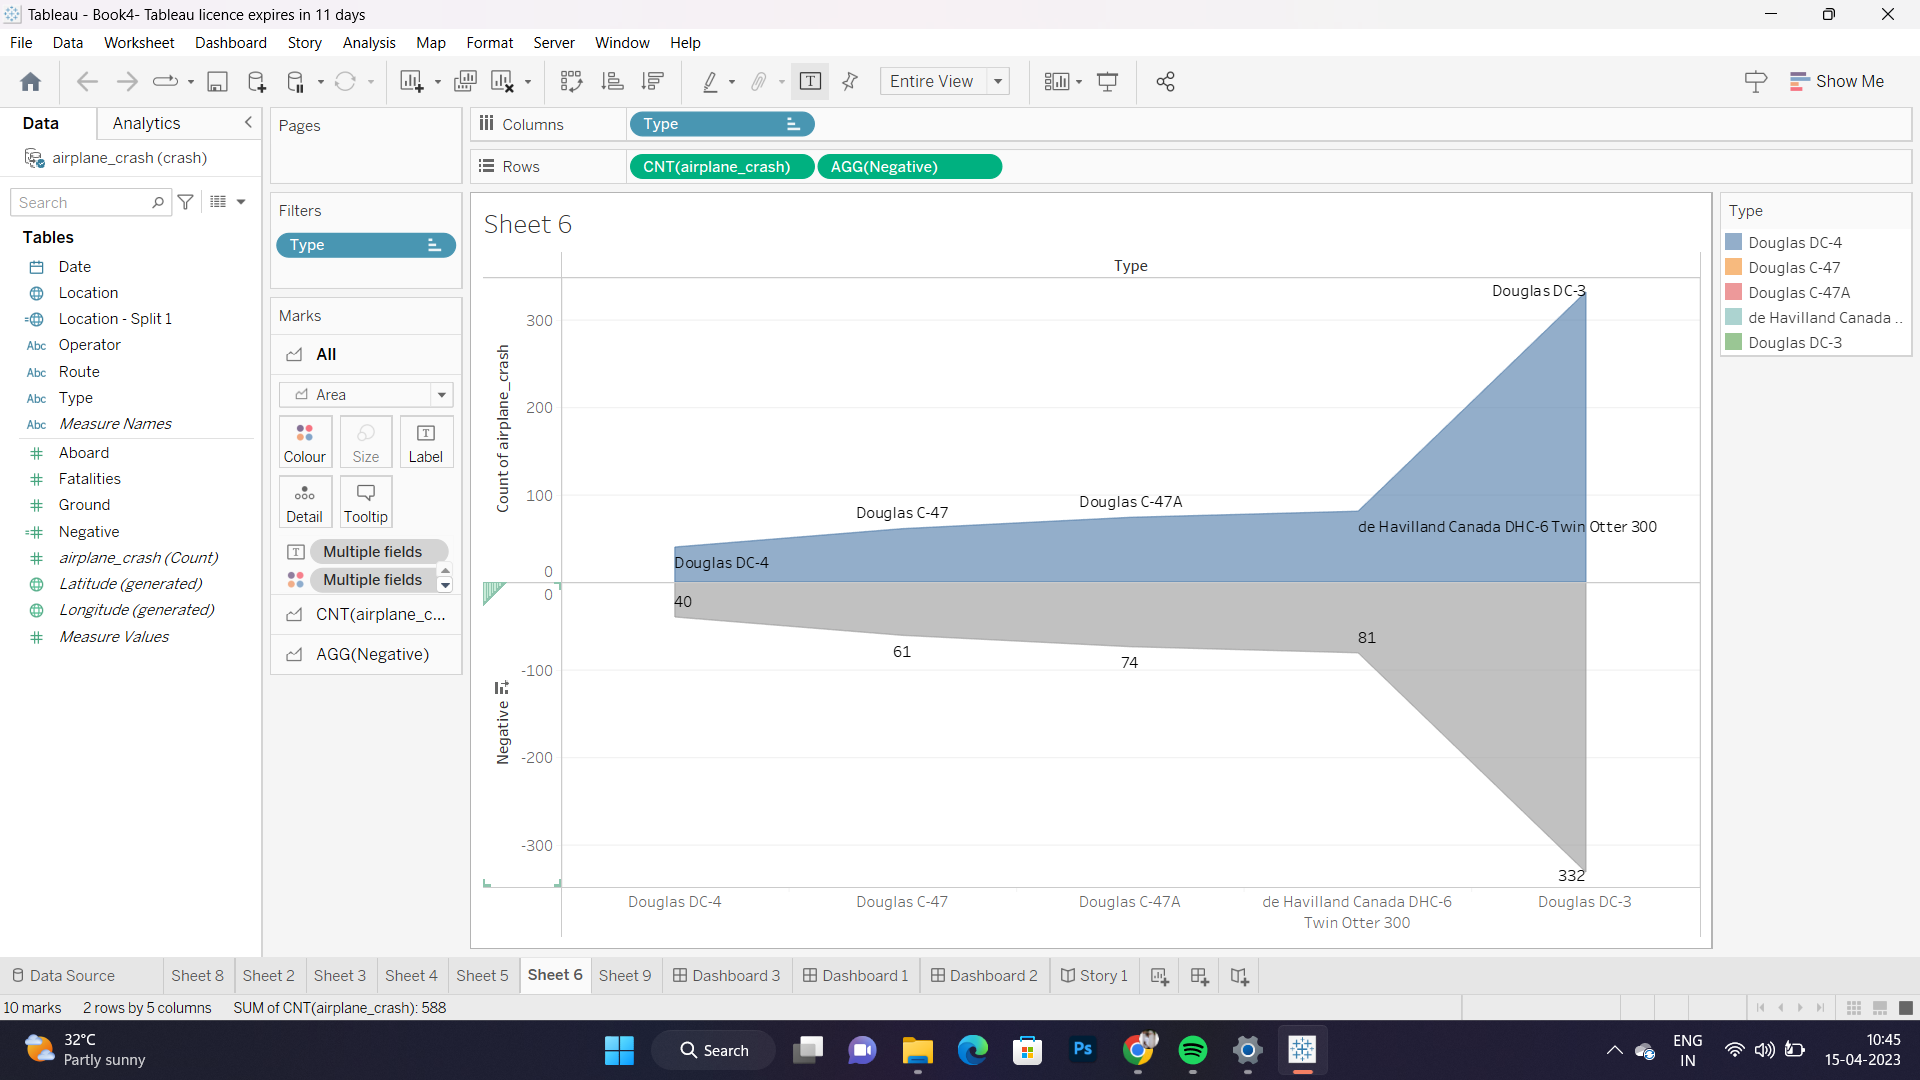 Tableau - Book4- Tableau licence expires in 11 days
File Data Worksheet Dashboard Story Analysis Map Format Server Window Help
Entire View
Show Me
Data Analytics
airplane_crash (crash)
Search
Tables
Date
Location
Location - Split 1
Abc Operator
Abc Route
Abc Type
Abc Measure Names
Aboard
Fatalities
Ground
Negative
airplane_crash (Count)
Latitude (generated)
Longitude (generated)
Measure Values
Pages
Filters
Type
Marks
All
Area
Colour Size Label
Detail Tooltip
Multiple fields
Multiple fields
CNT(airplane_c...
AGG(Negative)
Columns Type
Rows CNT(airplane_crash) AGG(Negative)
Sheet 6
Type
Count of airplane_crash
300
200
100
0
Douglas DC-3
Douglas C-47A
Douglas C-47
de Havilland Canada DHC-6 Twin Otter 300
Douglas DC-4
Negative
0
-100
-200
-300
40
61
74
81
332
Douglas DC-4
Douglas C-47
Douglas C-47A
de Havilland Canada DHC-6
Twin Otter 300
Douglas DC-3
Type
Douglas DC-4
Douglas C-47
Douglas C-47A
de Havilland Canada ..
Douglas DC-3
Data Source Sheet 8 Sheet 2 Sheet 3 Sheet 4 Sheet 5 Sheet 6 Sheet 9 Dashboard 3 Dashboard 1 Dashboard 2 Story 1
10 marks 2 rows by 5 columns SUM of CNT(airplane_crash): 588
32°C
Partly sunny
Search
Ps
ENG
IN
10:45
15-04-2023